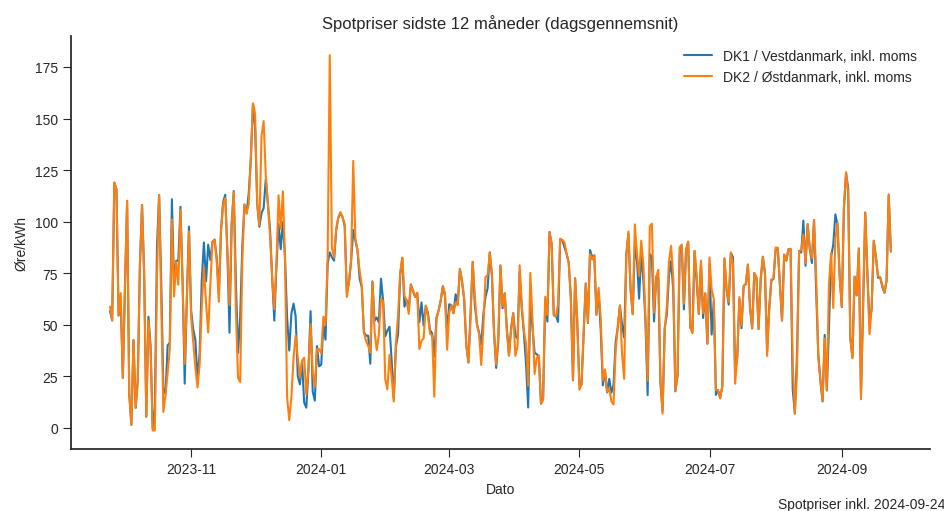 Spotpriser sidste 12 måneder (dagsgennemsnit)
DK1 / Vestdanmark, inkl. moms
DK2 / Østdanmark, inkl. moms
Øre/kWh
175
150
125
100
75
50
25
0
2023-11
2024-01
2024-03
2024-05
2024-07
2024-09
Dato
Spotpriser inkl. 2024-09-24